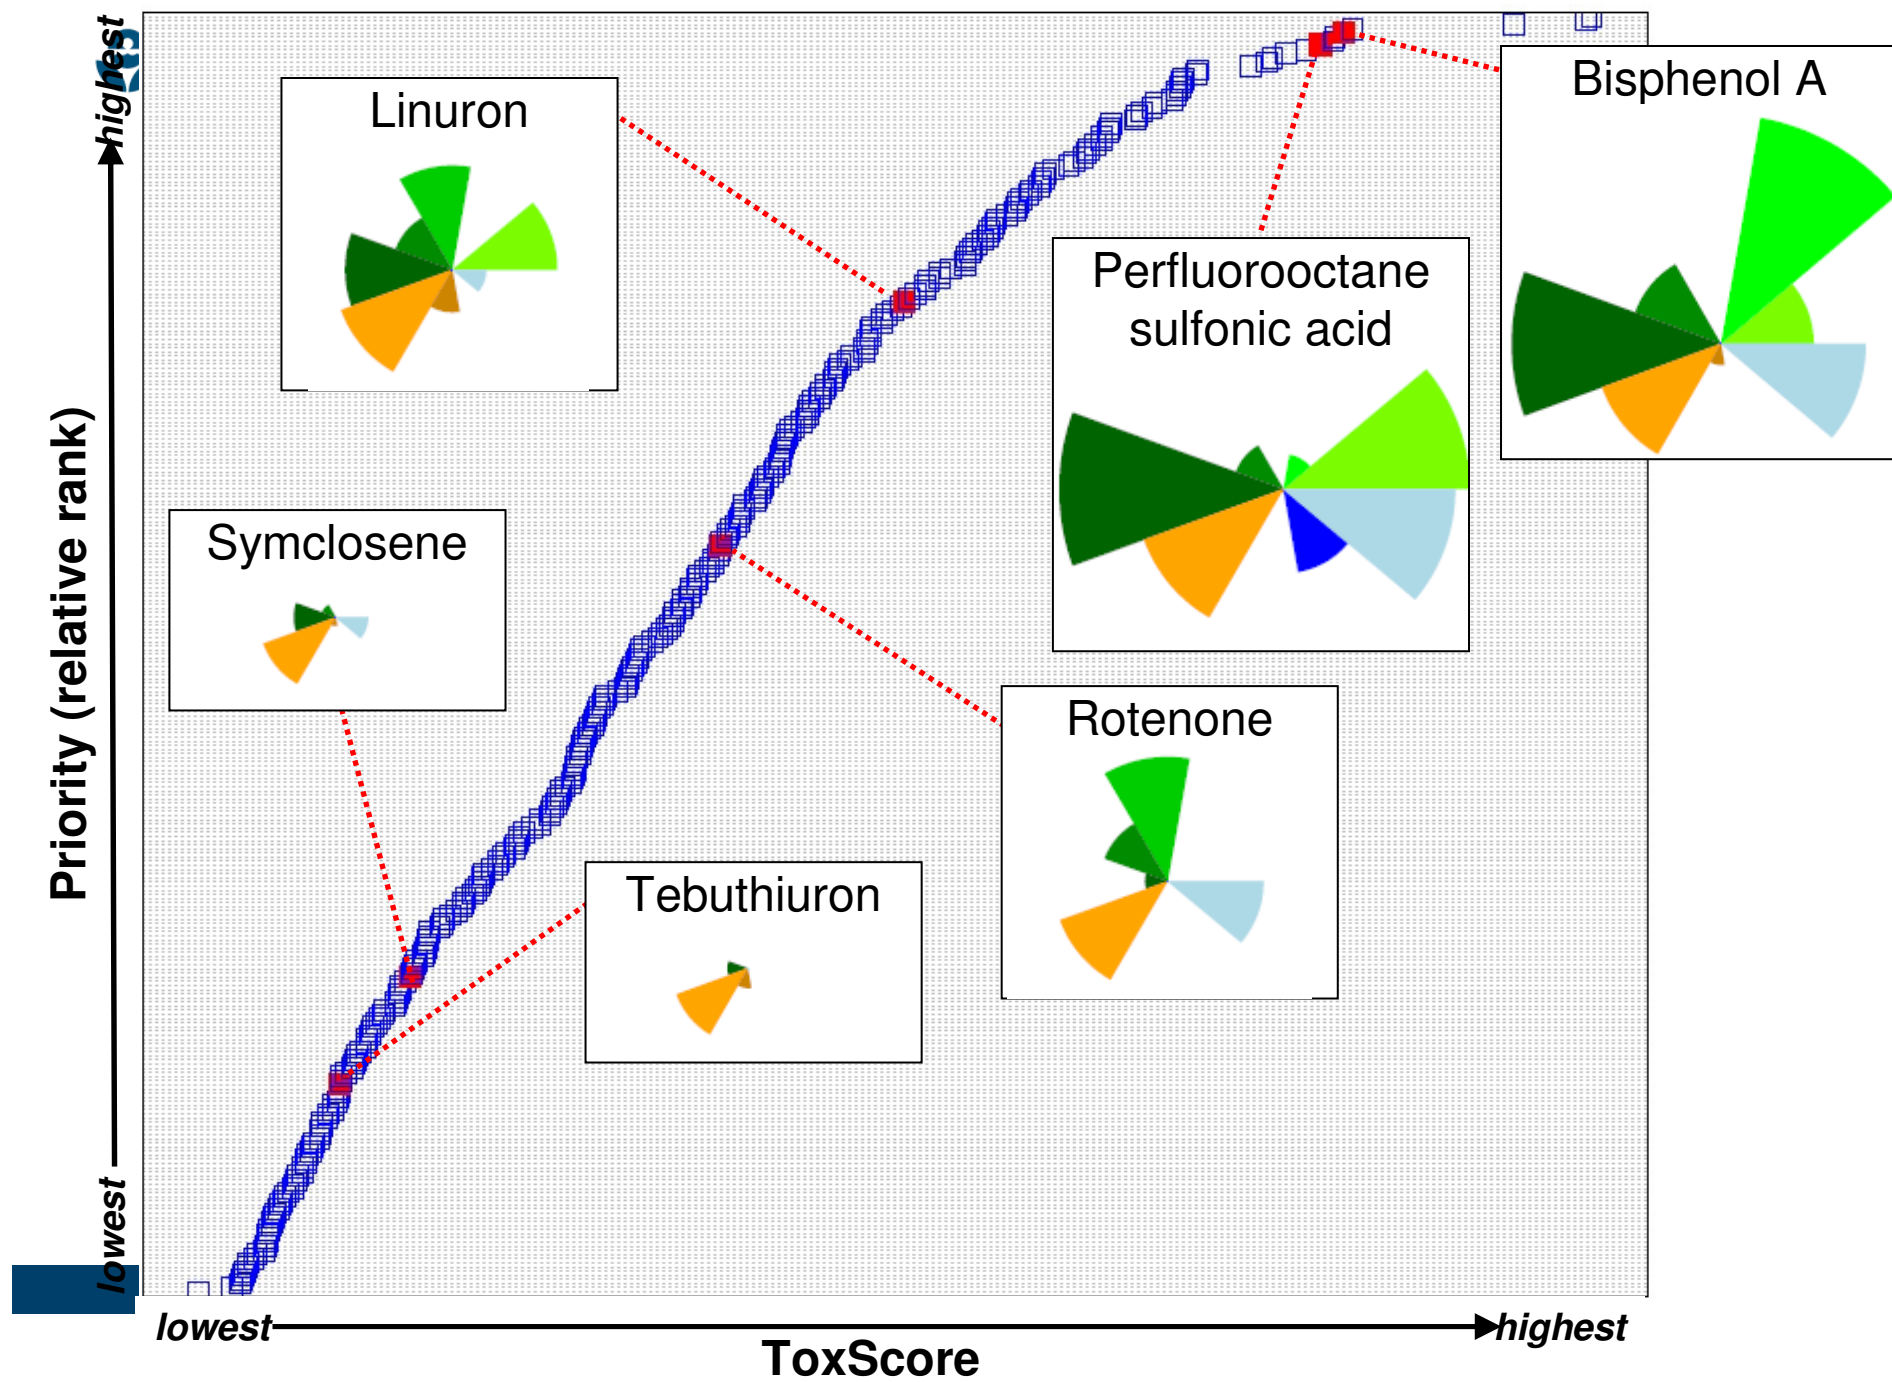 highest
Bisphenol A
Linuron
Perfluorooctane
sulfonic acid
Priority (relative rank)
Symclosene
Rotenone
Tebuthiuron
lowest
lowest
highest
ToxScore